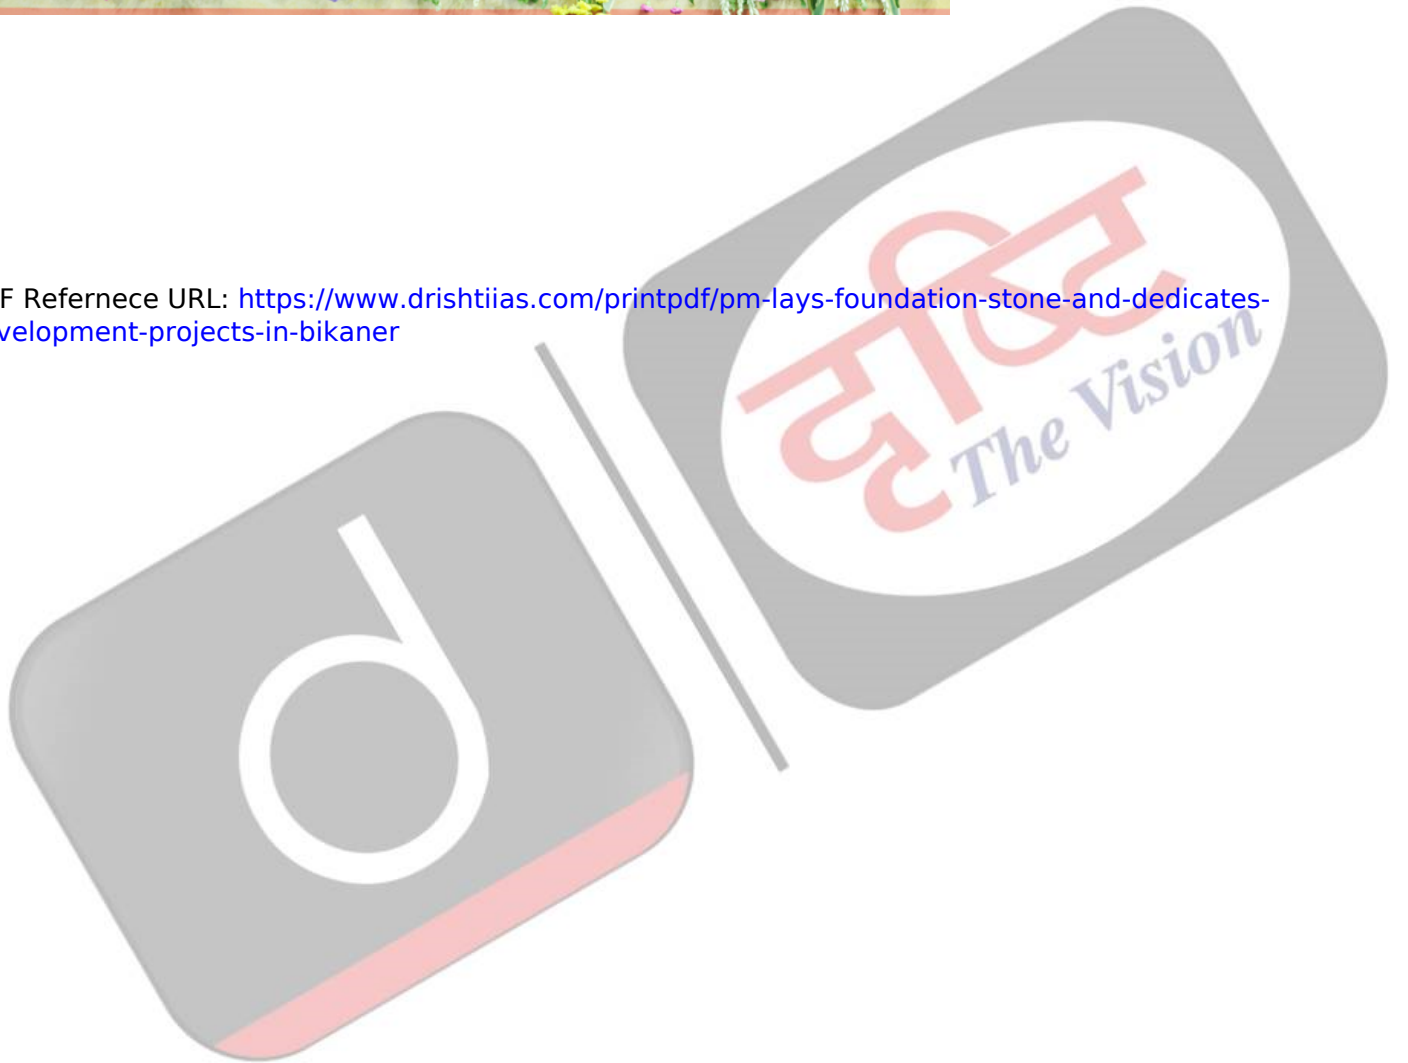 F Refernece URL: https://www.drishtiias.com/printpdf/pm-lays-foundation-stone-and-dedicates-
velopment-projects-in-bikaner
दृष्टि
The Vision
d